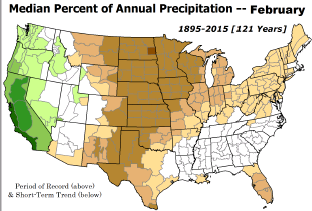 Median Percent of Annual Precipitation -- February
1895-2015 [121 Years]
Period of Record (above)
& Short-Term Trend (below)